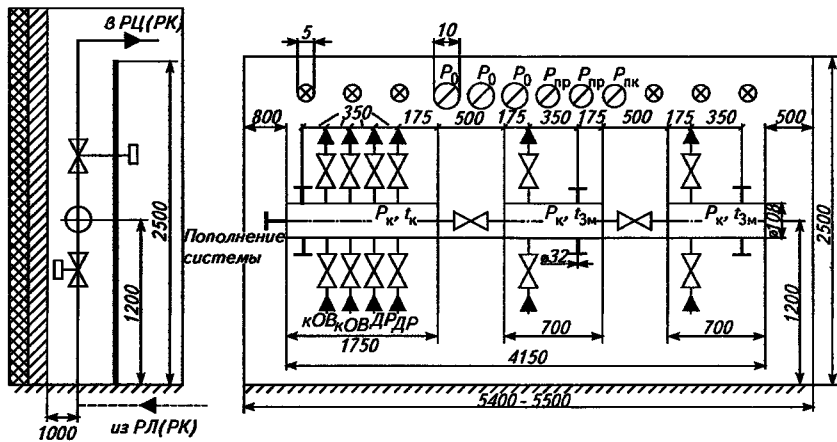 в РЦ(РК)
2500
1200
1000
из РЛ(РК)
5
10
P₀ P₀ P₀ Pпр Pпр Pпк
800 350 175 500 175 350 175 500 175 350 500
Pк, tк
Pк, t3м
Pк, t3м
ø108
Пополнение
системы
ø32
кОВ кОВ ДР ДР
1750
700
700
4150
5400-5500
1200
2500